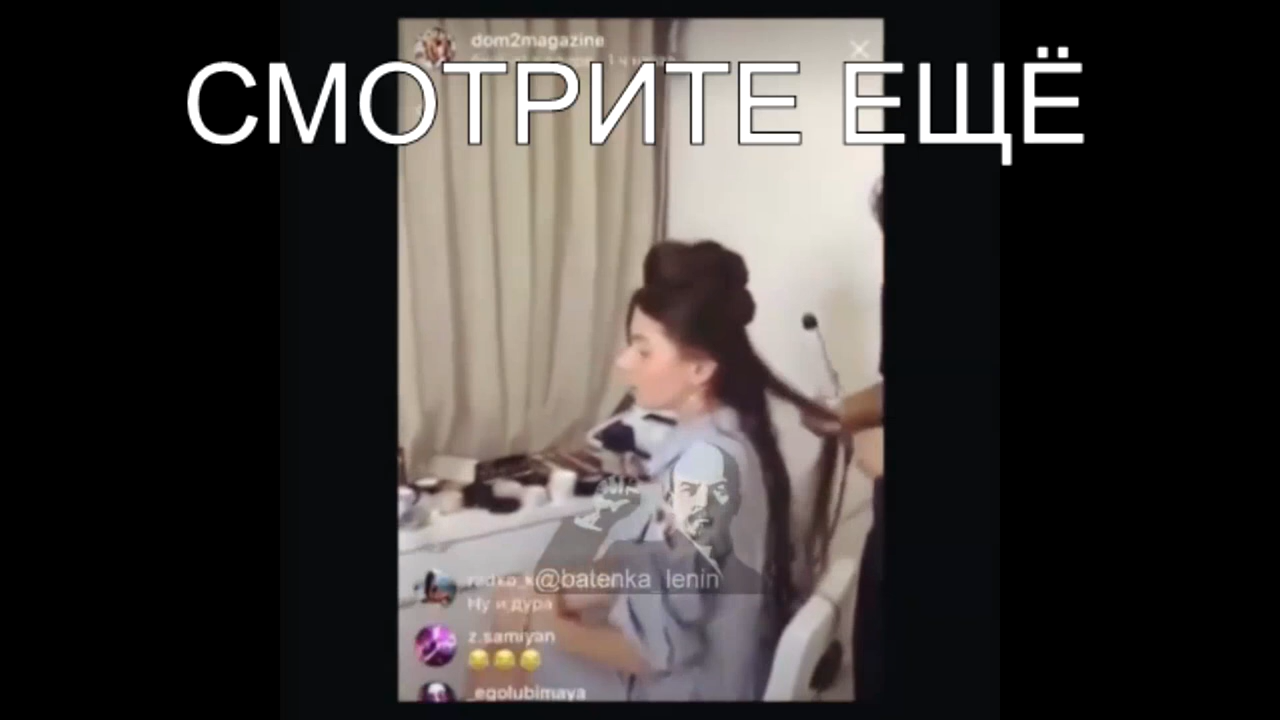 dom2magazine
СМОТРИТЕ ЕЩЁ
@batenka_lenin
Ну и дура
z.samiyan
_egolubimaya